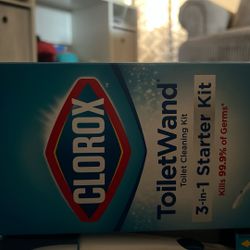 CLOROX
ToiletWand
Toilet Cleaning Kit
3-in-1 Starter Kit
Kills 99.9% of Germs*